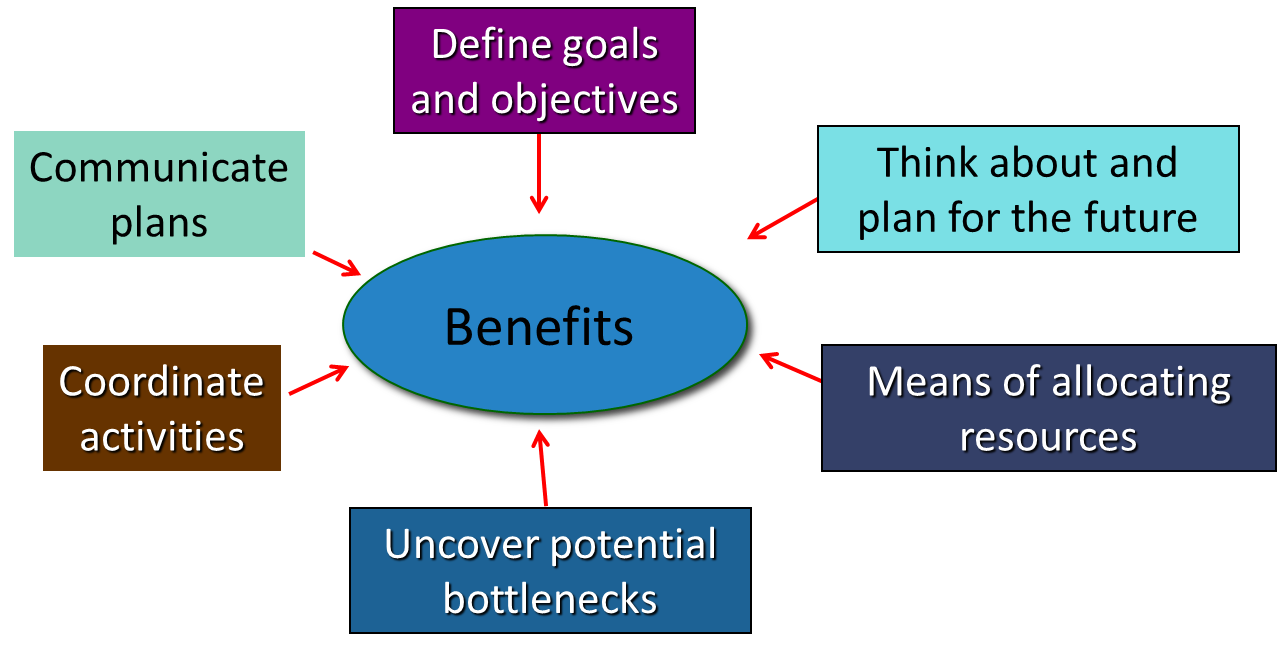 Define goals
and objectives
Communicate
plans
Think about and
plan for the future
Benefits
Coordinate
activities
Means of allocating
resources
Uncover potential
bottlenecks